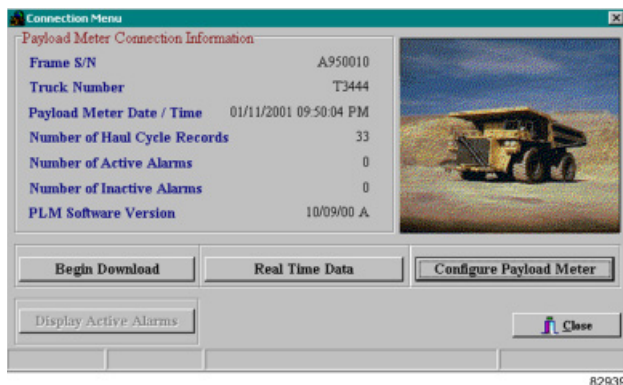 Connection Menu
Payload Meter Connection Information
Frame S/N A950010
Truck Number T3444
Payload Meter Date / Time 01/11/2001 09:50:04 PM
Number of Haul Cycle Records 33
Number of Active Alarms 0
Number of Inactive Alarms 0
PLM Software Version 10/09/00 A
Begin Download Real Time Data Configure Payload Meter
Display Active Alarms Close
82939